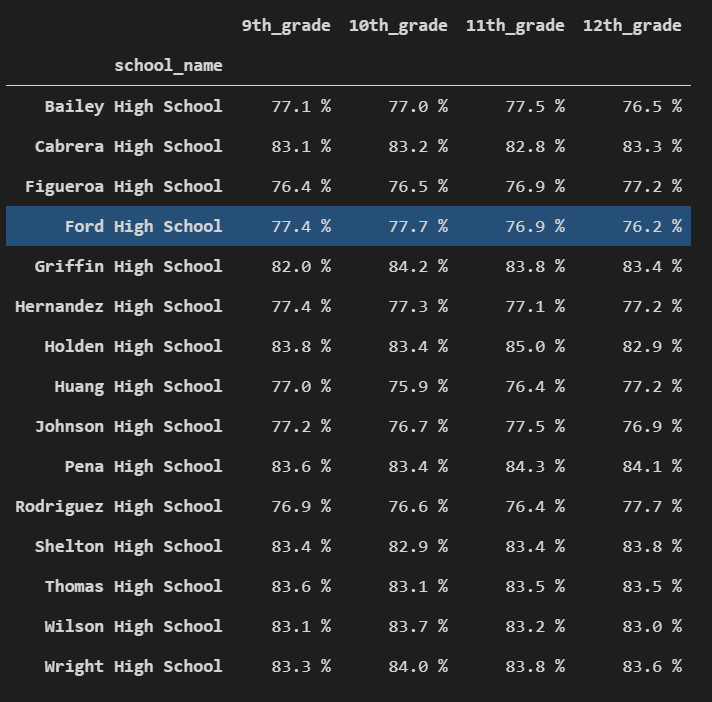 9th_grade 10th_grade 11th_grade 12th_grade
school_name
Bailey High School 77.1 % 77.0 % 77.5 % 76.5 %
Cabrera High School 83.1 % 83.2 % 82.8 % 83.3 %
Figueroa High School 76.4 % 76.5 % 76.9 % 77.2 %
Ford High School 77.4 % 77.7 % 76.9 % 76.2 %
Griffin High School 82.0 % 84.2 % 83.8 % 83.4 %
Hernandez High School 77.4 % 77.3 % 77.1 % 77.2 %
Holden High School 83.8 % 83.4 % 85.0 % 82.9 %
Huang High School 77.0 % 75.9 % 76.4 % 77.2 %
Johnson High School 77.2 % 76.7 % 77.5 % 76.9 %
Pena High School 83.6 % 83.4 % 84.3 % 84.1 %
Rodriguez High School 76.9 % 76.6 % 76.4 % 77.7 %
Shelton High School 83.4 % 82.9 % 83.4 % 83.8 %
Thomas High School 83.6 % 83.1 % 83.5 % 83.5 %
Wilson High School 83.1 % 83.7 % 83.2 % 83.0 %
Wright High School 83.3 % 84.0 % 83.8 % 83.6 %